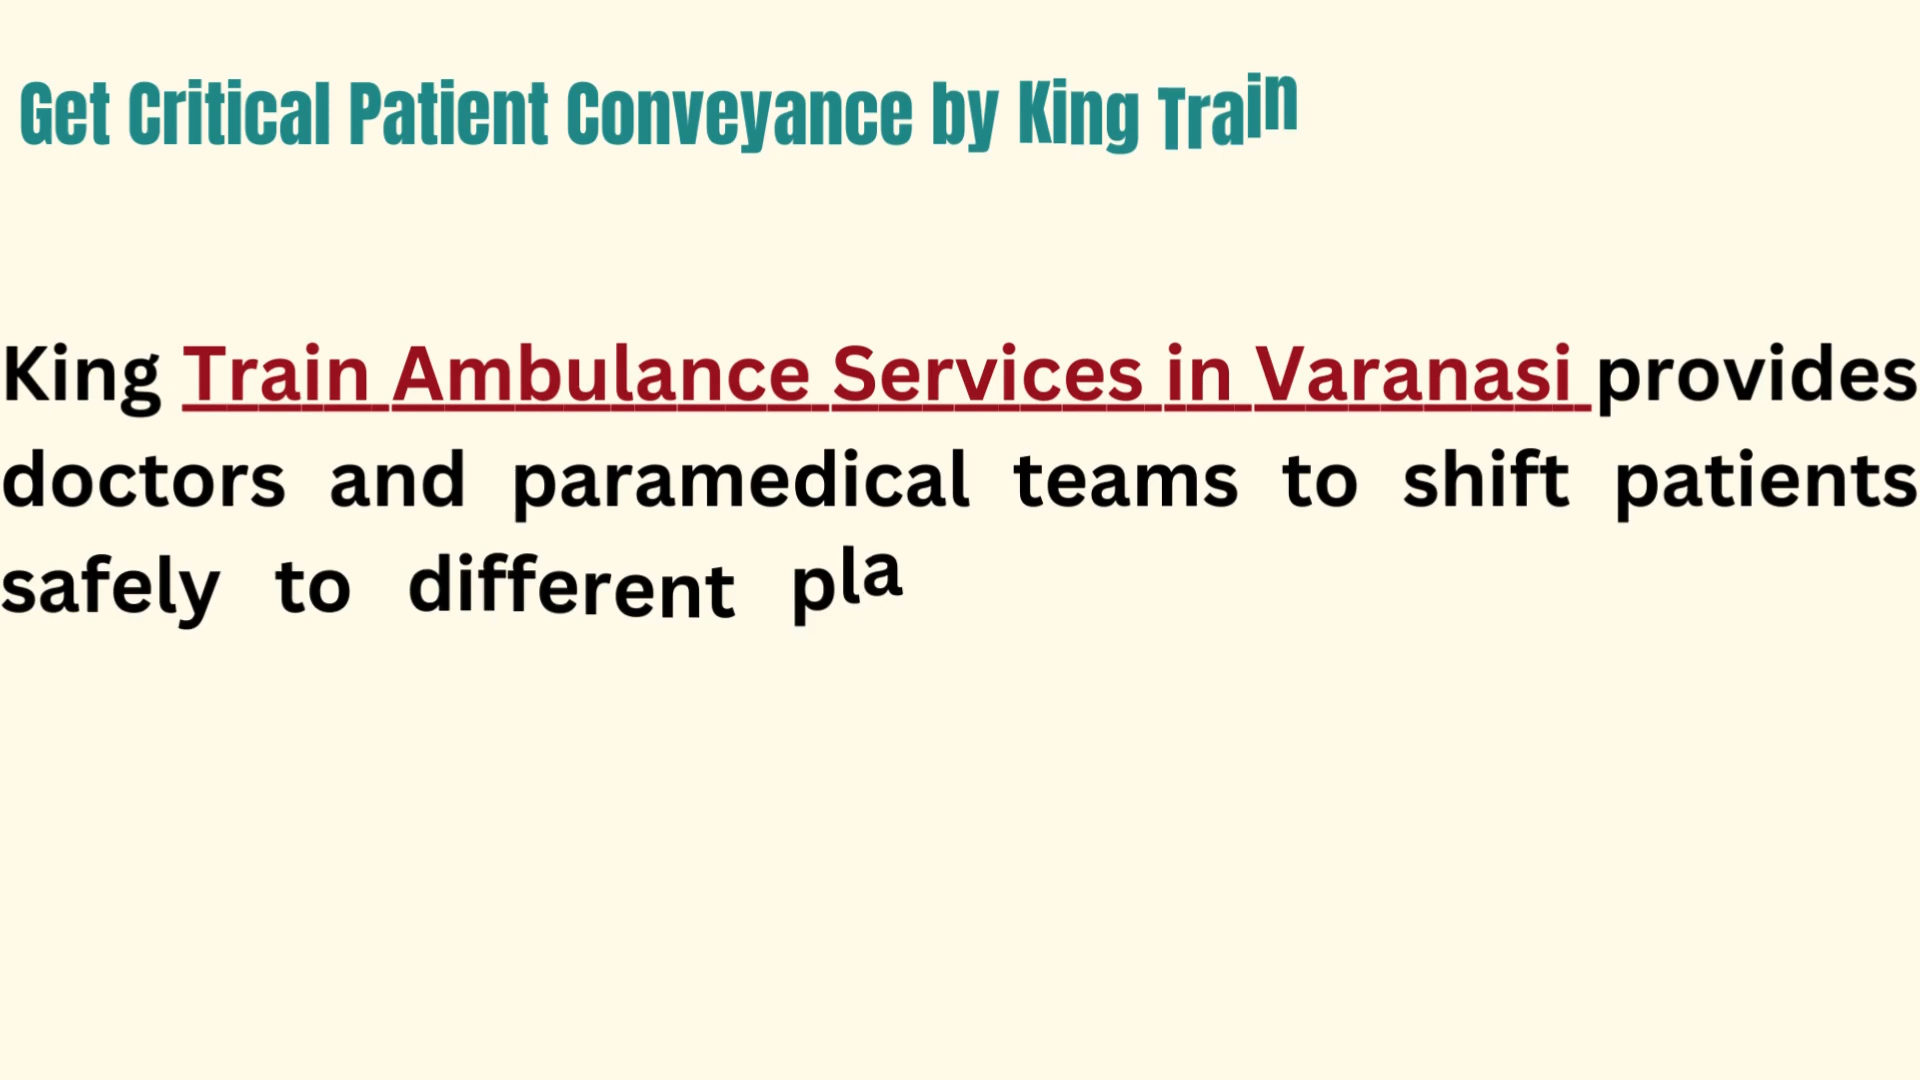 Get Critical Patient Conveyance by King Train
King Train Ambulance Services in Varanasi provides
doctors and paramedical teams to shift patients
safely to different pla